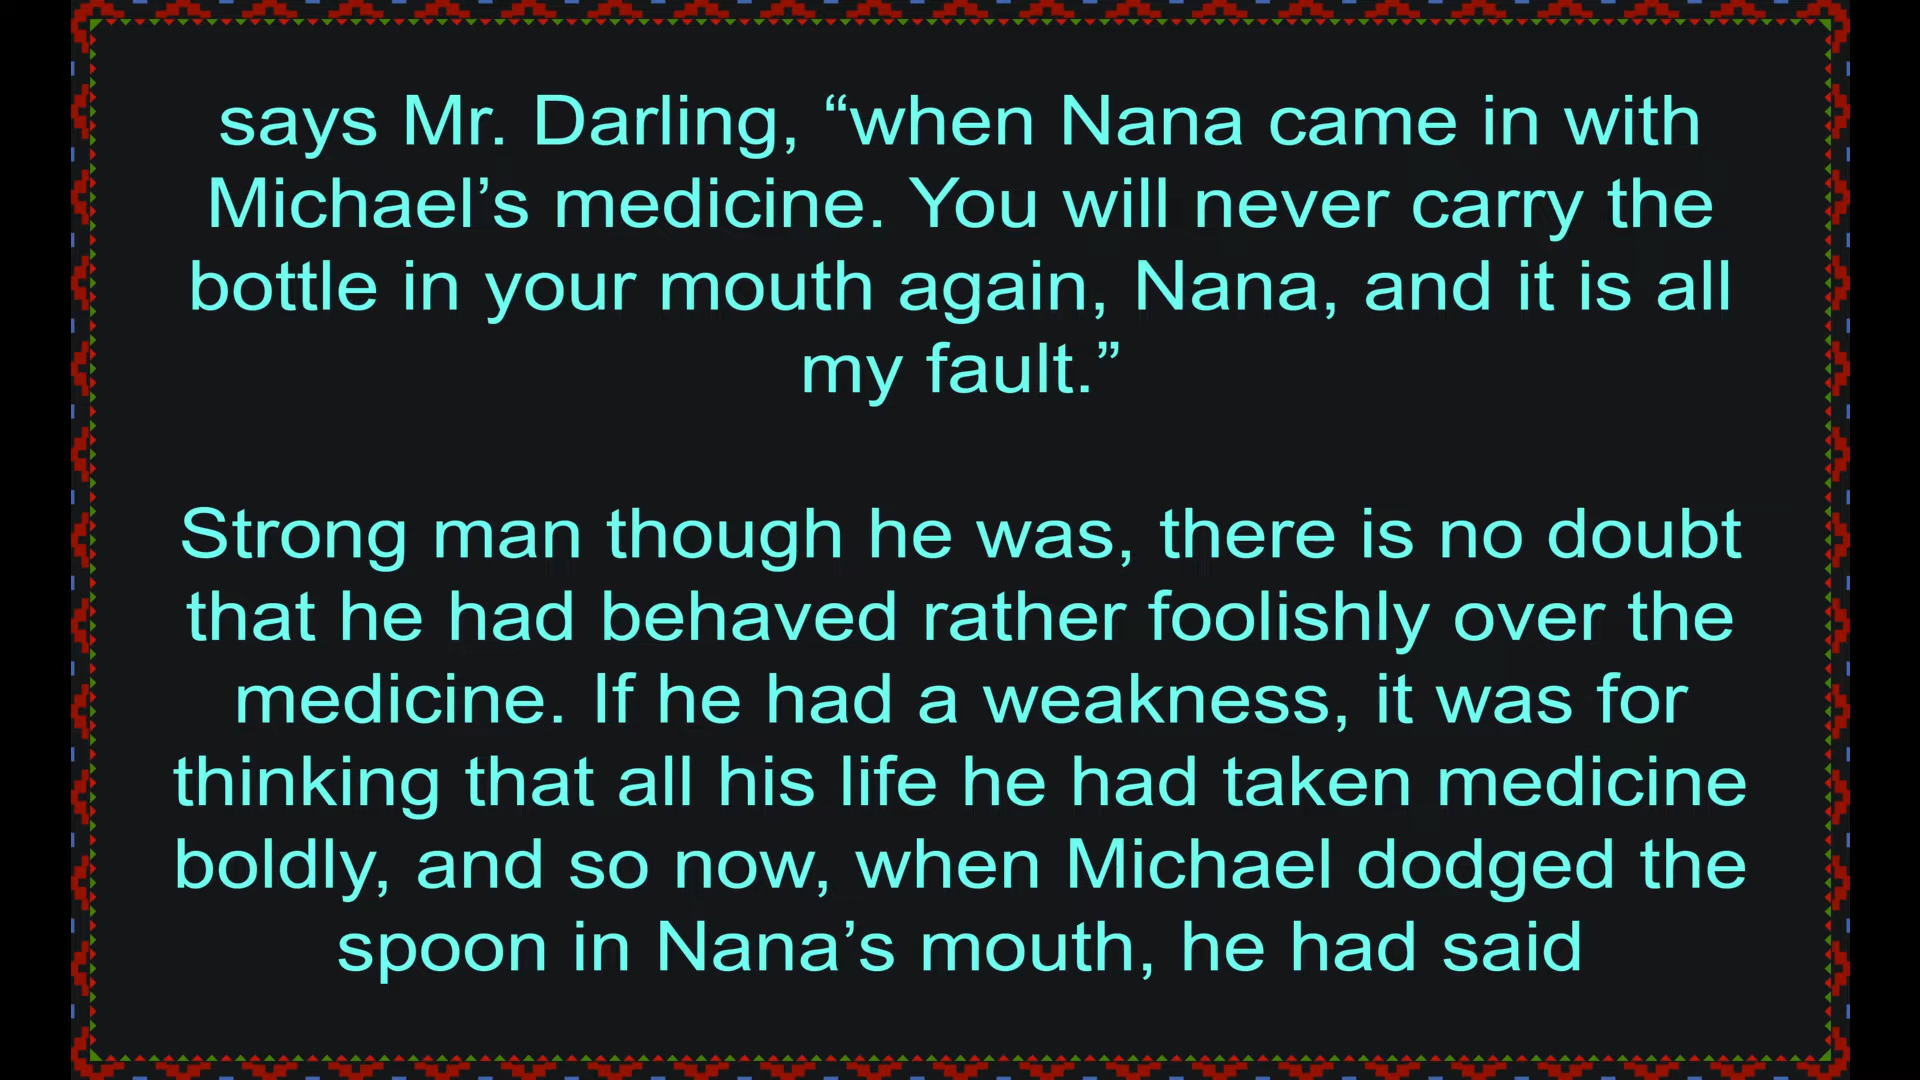 says Mr. Darling, “when Nana came in with
Michael’s medicine. You will never carry the
bottle in your mouth again, Nana, and it is all
my fault.”
Strong man though he was, there is no doubt
that he had behaved rather foolishly over the
medicine. If he had a weakness, it was for
thinking that all his life he had taken medicine
boldly, and so now, when Michael dodged the
spoon in Nana’s mouth, he had said